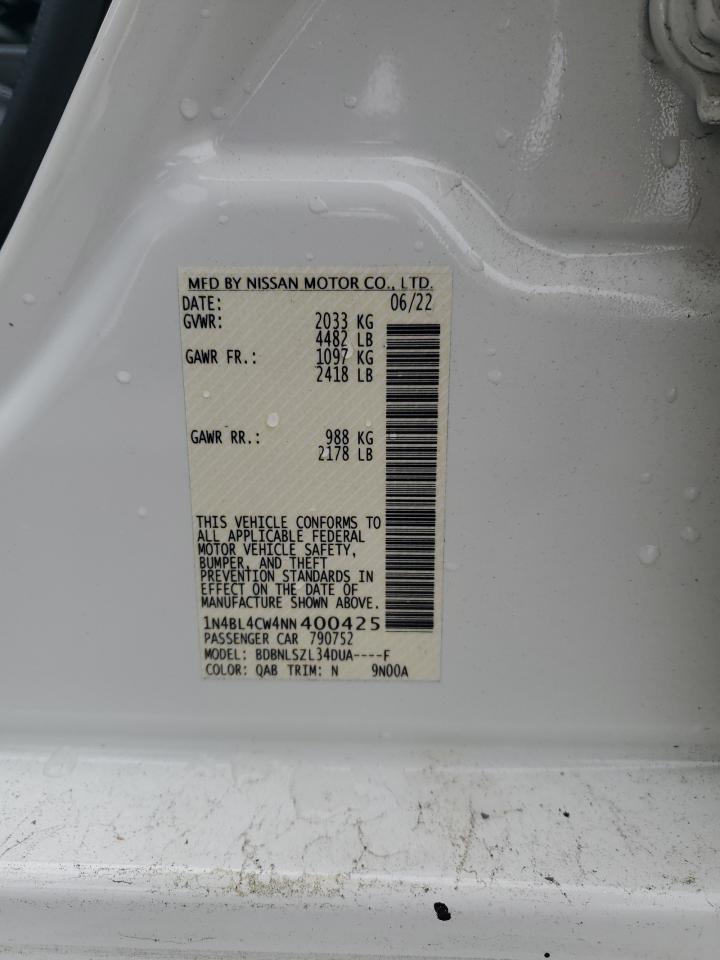 MFD BY NISSAN MOTOR CO., LTD.
DATE: 06/22
GVWR: 2033 KG
4482 LB
GAWR FR.: 1097 KG
2418 LB
GAWR RR.: 988 KG
2178 LB
THIS VEHICLE CONFORMS TO
ALL APPLICABLE FEDERAL
MOTOR VEHICLE SAFETY,
BUMPER, AND THEFT
PREVENTION STANDARDS IN
EFFECT ON THE DATE OF
MANUFACTURE SHOWN ABOVE.
1N4BL4CW4NN400425
PASSENGER CAR 790752
MODEL: BDBNLSZL34DUA----F
COLOR: QAB TRIM: N 9N00A